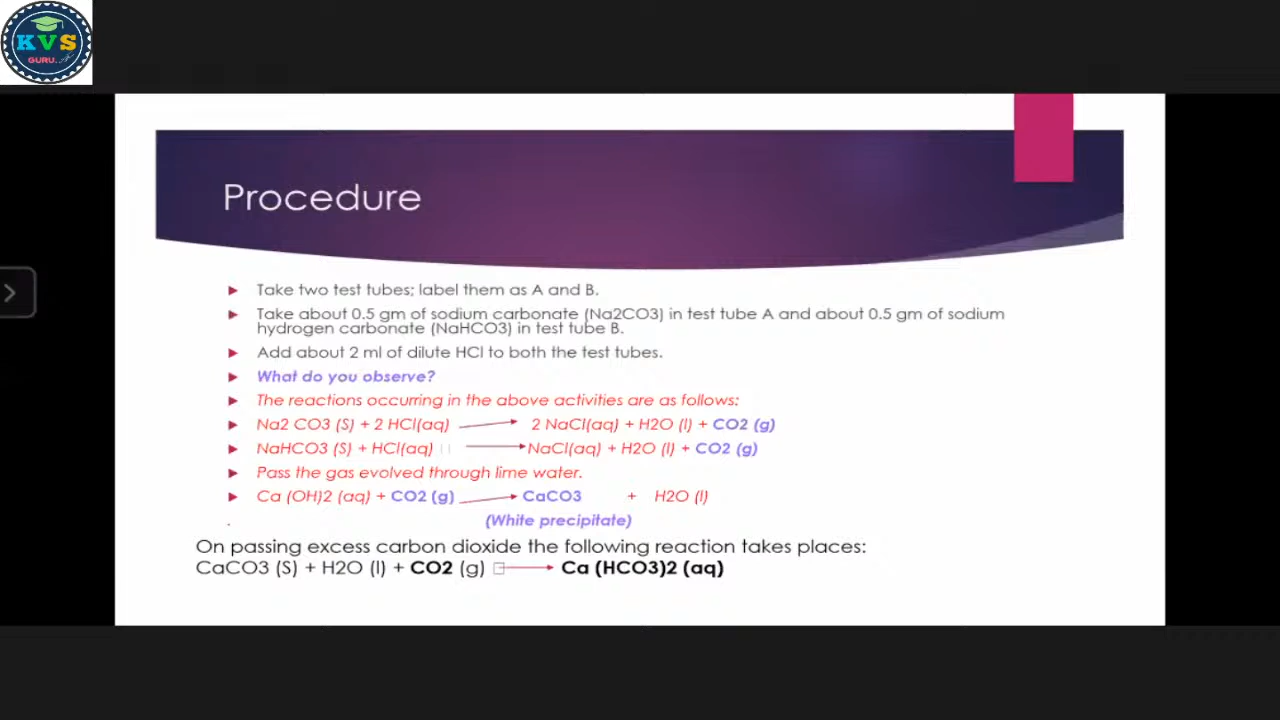 KVS
GURU.
Procedure
Take two test tubes; label them as A and B.
Take about 0.5 gm of sodium carbonate (Na2CO3) in test tube A and about 0.5 gm of sodium
hydrogen carbonate (NaHCO3) in test tube B.
Add about 2 ml of dilute HCl to both the test tubes.
What do you observe?
The reactions occurring in the above activities are as follows:
Na2 CO3 (S) + 2 HCl(aq) 2 NaCl(aq) + H2O (l) + CO2 (g)
NaHCO3 (S) + HCl(aq) NaCl(aq) + H2O (l) + CO2 (g)
Pass the gas evolved through lime water.
Ca (OH)2 (aq) + CO2 (g) CaCO3 + H2O (l)
. (White precipitate)
On passing excess carbon dioxide the following reaction takes places:
CaCO3 (S) + H2O (l) + CO2 (g) Ca (HCO3)2 (aq)